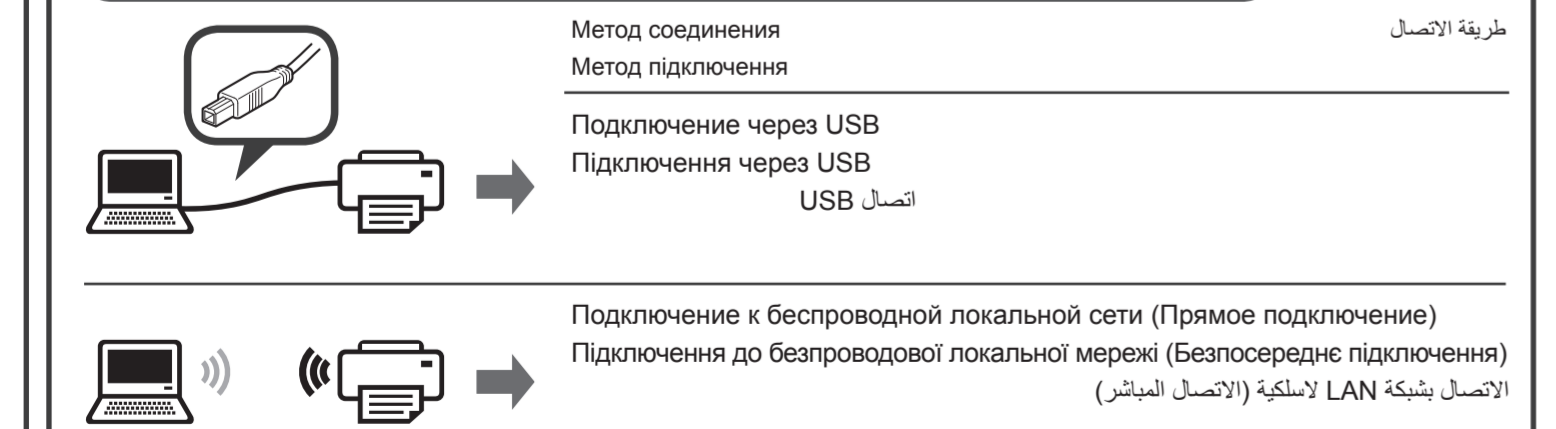 Метод соединения
طريقة الاتصال
Метод підключення
Подключение через USB
Підключення через USB
اتصال USB
Подключение к беспроводной локальной сети (Прямое подключение)
Підключення до безпроводової локальної мережі (Безпосереднє підключення)
الاتصال بشبكة LAN لاسلكية (الاتصال المباشر)